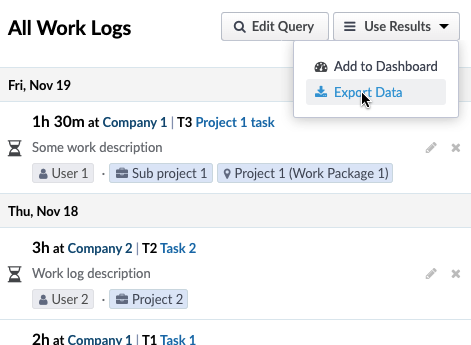 All Work Logs
Edit Query
Use Results
Add to Dashboard
Export Data
Fri, Nov 19
1h 30m at Company 1 | T3 Project 1 task
Some work description
User 1 · Sub project 1 Project 1 (Work Package 1)
Thu, Nov 18
3h at Company 2 | T2 Task 2
Work log description
User 2 · Project 2
2h at Company 1 | T1 Task 1